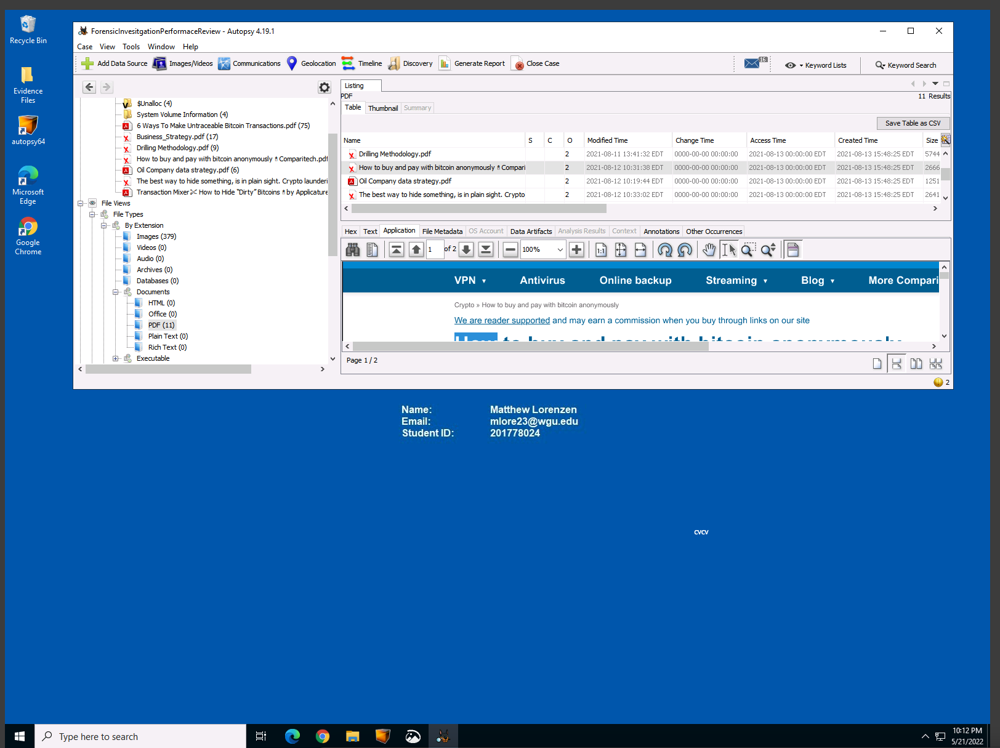 Recycle Bin
Evidence
Files
autopsy64
Microsoft
Edge
Google
Chrome
ForensicInvesitgationPerformaceReview - Autopsy 4.19.1
Case View Tools Window Help
Add Data Source Images/Videos Communications Geolocation Timeline Discovery Generate Report Close Case 16 Keyword Lists Keyword Search
$Unalloc (4)
System Volume Information (4)
6 Ways To Make Untraceable Bitcoin Transactions.pdf (75)
Business_Strategy.pdf (17)
Drilling Methodology.pdf (9)
How to buy and pay with bitcoin anonymously Comparitech.pdf
Oil Company data strategy.pdf (6)
The best way to hide something, is in plain sight. Crypto launderi
Transaction Mixer✂ How to Hide “Dirty” Bitcoins by Applicature
File Views
File Types
By Extension
Images (379)
Videos (0)
Audio (0)
Archives (0)
Databases (0)
Documents
HTML (0)
Office (0)
PDF (11)
Plain Text (0)
Rich Text (0)
Executable
Listing
PDF 11 Results
Table Thumbnail Summary
Save Table as CSV
Name S C O Modified Time Change Time Access Time Created Time Size
Drilling Methodology.pdf 2 2021-08-11 13:41:32 EDT 0000-00-00 00:00:00 2021-08-13 00:00:00 EDT 2021-08-13 15:48:25 EDT 5744
How to buy and pay with bitcoin anonymously Compari 2 2021-08-12 10:31:38 EDT 0000-00-00 00:00:00 2021-08-13 00:00:00 EDT 2021-08-13 15:48:25 EDT 2666
Oil Company data strategy.pdf 2 2021-08-12 10:19:44 EDT 0000-00-00 00:00:00 2021-08-13 00:00:00 EDT 2021-08-13 15:48:25 EDT 1251
The best way to hide something, is in plain sight. Crypto 2 2021-08-12 10:33:02 EDT 0000-00-00 00:00:00 2021-08-13 00:00:00 EDT 2021-08-13 15:48:25 EDT 2641
Hex Text Application File Metadata OS Account Data Artifacts Analysis Results Context Annotations Other Occurrences
1 of 2 100% 1:1
VPN ▾ Antivirus Online backup Streaming ▾ Blog ▾ More Compari
Crypto » How to buy and pay with bitcoin anonymously
We are reader supported and may earn a commission when you buy through links on our site
How to buy and pay with bitcoin anonymously
Page 1 / 2
2
Name: Matthew Lorenzen
Email: mlore23@wgu.edu
Student ID: 201778024
cvcv
Type here to search
10:12 PM
5/21/2022